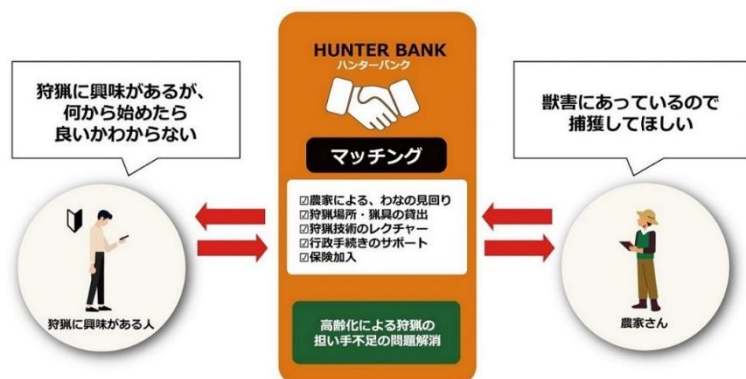 狩猟に興味があるが、
何から始めたら
良いかわからない
狩猟に興味がある人
HUNTER BANK
ハンターバンク
マッチング
☑農家による、わなの見回り
☑狩猟場所・猟具の貸出
☑狩猟技術のレクチャー
☑行政手続きのサポート
☑保険加入
高齢化による狩猟の
担い手不足の問題解消
獣害にあっているので
捕獲してほしい
農家さん